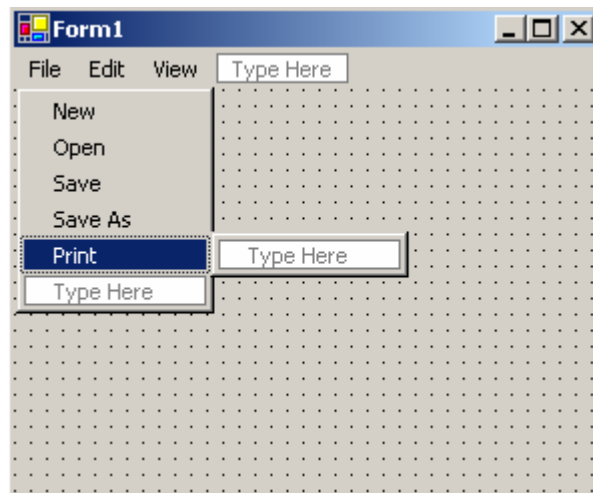 Form1
File Edit View Type Here
New
Open
Save
Save As
Print Type Here
Type Here